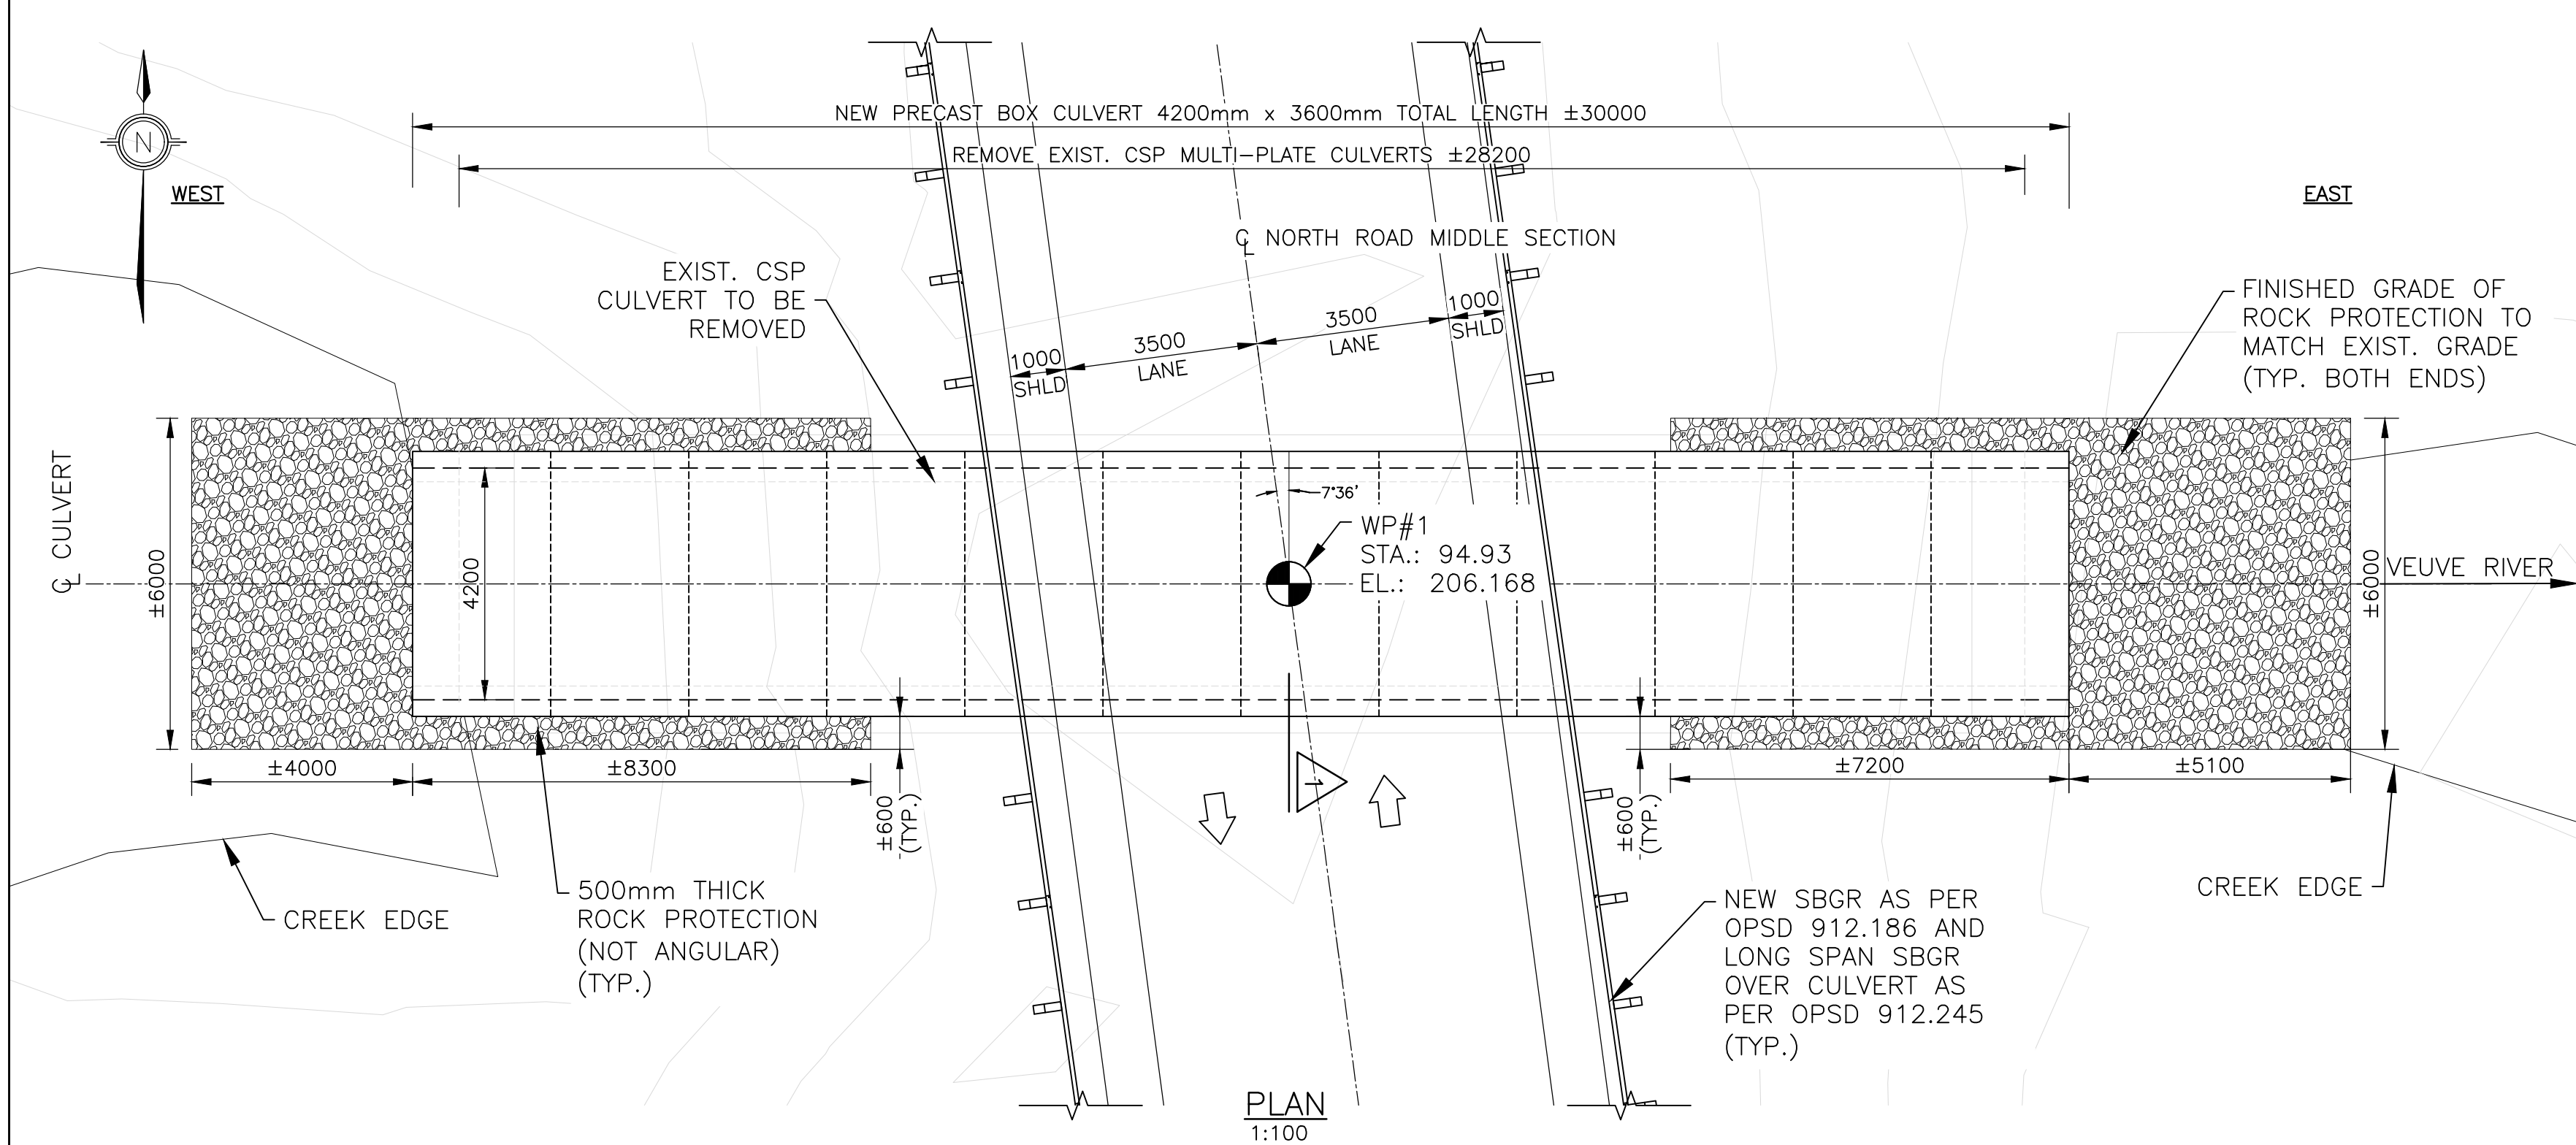 NEW PRECAST BOX CULVERT 4200mm x 3600mm TOTAL LENGTH ±30000
REMOVE EXIST. CSP MULTI-PLATE CULVERTS ±28200
N
WEST
EAST
℄ NORTH ROAD MIDDLE SECTION
EXIST. CSP
CULVERT TO BE
REMOVED
1000
SHLD
3500
LANE
3500
LANE
1000
SHLD
FINISHED GRADE OF
ROCK PROTECTION TO
MATCH EXIST. GRADE
(TYP. BOTH ENDS)
℄ CULVERT
±6000
4200
7°36'
WP#1
STA.: 94.93
EL.: 206.168
±6000
VEUVE RIVER
±4000
±8300
±600
(TYP.)
1
±600
(TYP.)
±7200
±5100
CREEK EDGE
500mm THICK
ROCK PROTECTION
(NOT ANGULAR)
(TYP.)
NEW SBGR AS PER
OPSD 912.186 AND
LONG SPAN SBGR
OVER CULVERT AS
PER OPSD 912.245
(TYP.)
CREEK EDGE
PLAN
1:100